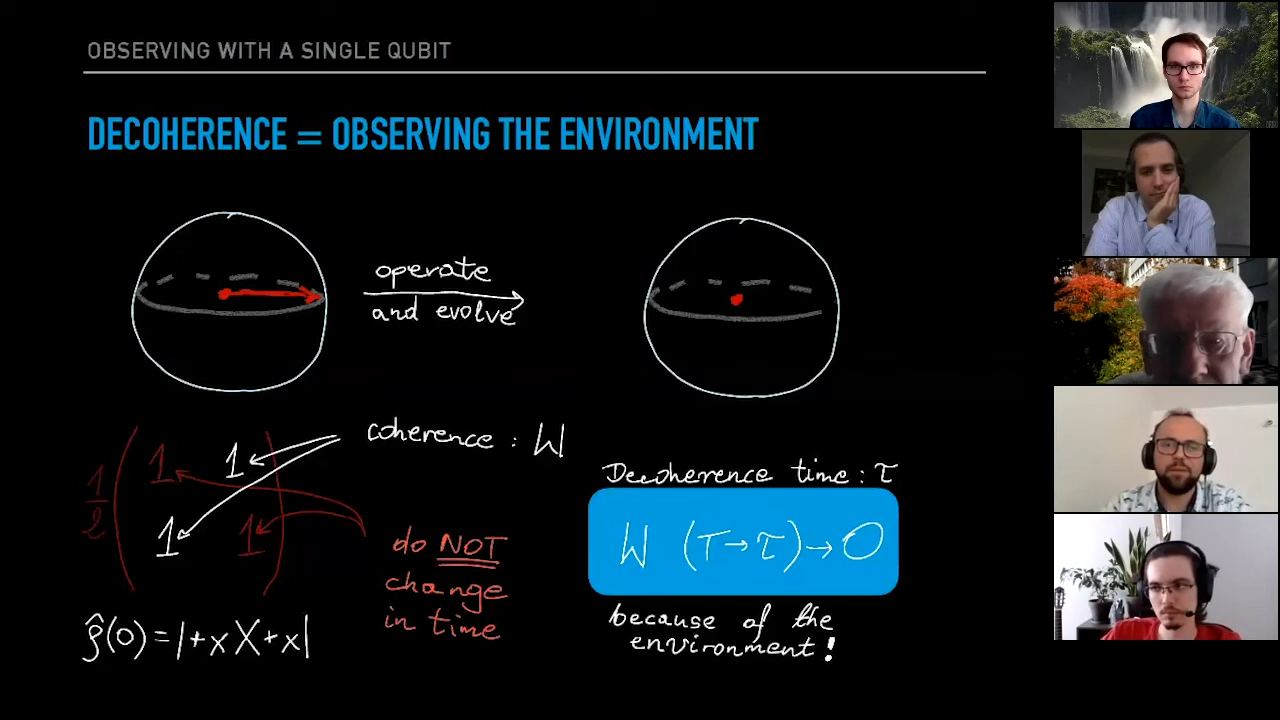 OBSERVING WITH A SINGLE QUBIT
DECOHERENCE = OBSERVING THE ENVIRONMENT
operate
and evolve
coherence : W
1/2 ( 1 1
1 1 )
do NOT
change
in time
ρ̂(0) = |+x⟩⟨+x|
Decoherence time : τ
W (T→τ)→0
because of the
environment !